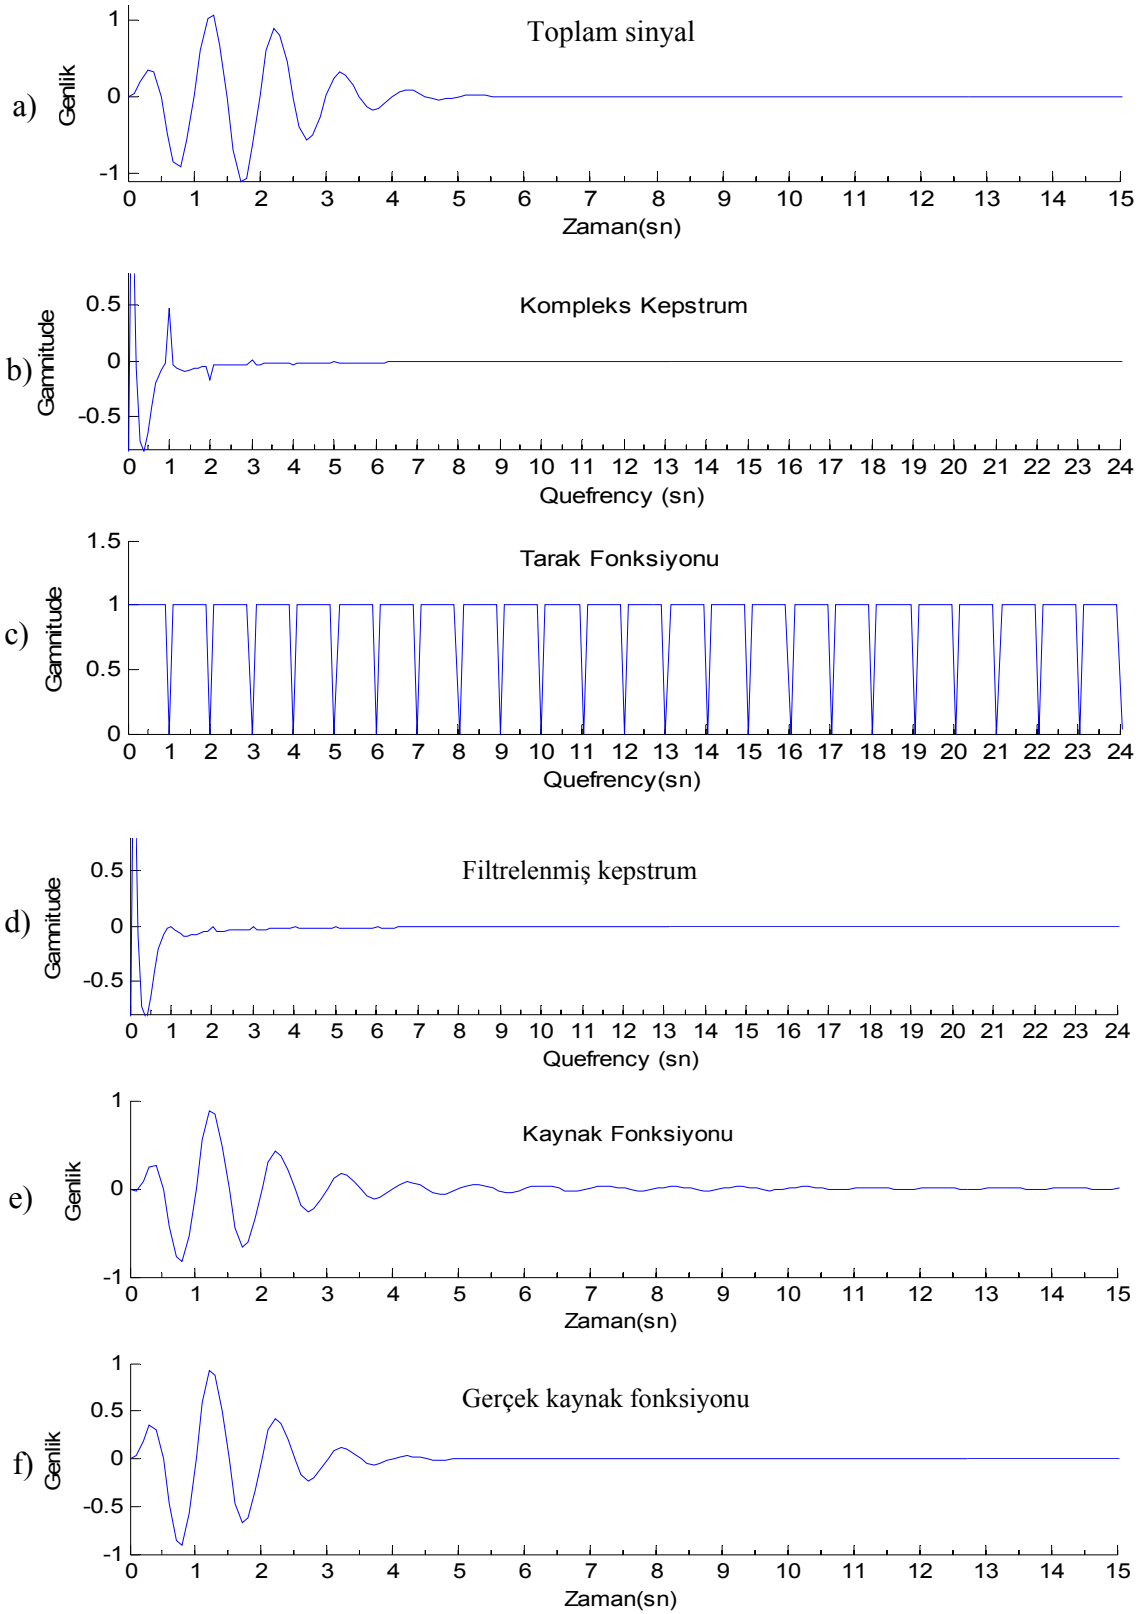 Toplam sinyal
a)
Genlik
1
0
-1
0 1 2 3 4 5 6 7 8 9 10 11 12 13 14 15
Zaman(sn)
Kompleks Kepstrum
b)
Gamnitude
0.5
0
-0.5
0 1 2 3 4 5 6 7 8 9 10 11 12 13 14 15 16 17 18 19 20 21 22 23 24
Quefrency (sn)
Tarak Fonksiyonu
c)
Gamnitude
1.5
1
0.5
0
0 1 2 3 4 5 6 7 8 9 10 11 12 13 14 15 16 17 18 19 20 21 22 23 24
Quefrency(sn)
Filtrelenmiş kepstrum
d)
Gamnitude
0.5
0
-0.5
0 1 2 3 4 5 6 7 8 9 10 11 12 13 14 15 16 17 18 19 20 21 22 23 24
Quefrency (sn)
Kaynak Fonksiyonu
e)
Genlik
1
0
-1
0 1 2 3 4 5 6 7 8 9 10 11 12 13 14 15
Zaman(sn)
Gerçek kaynak fonksiyonu
f)
Genlik
1
0.5
0
-0.5
-1
0 1 2 3 4 5 6 7 8 9 10 11 12 13 14 15
Zaman(sn)